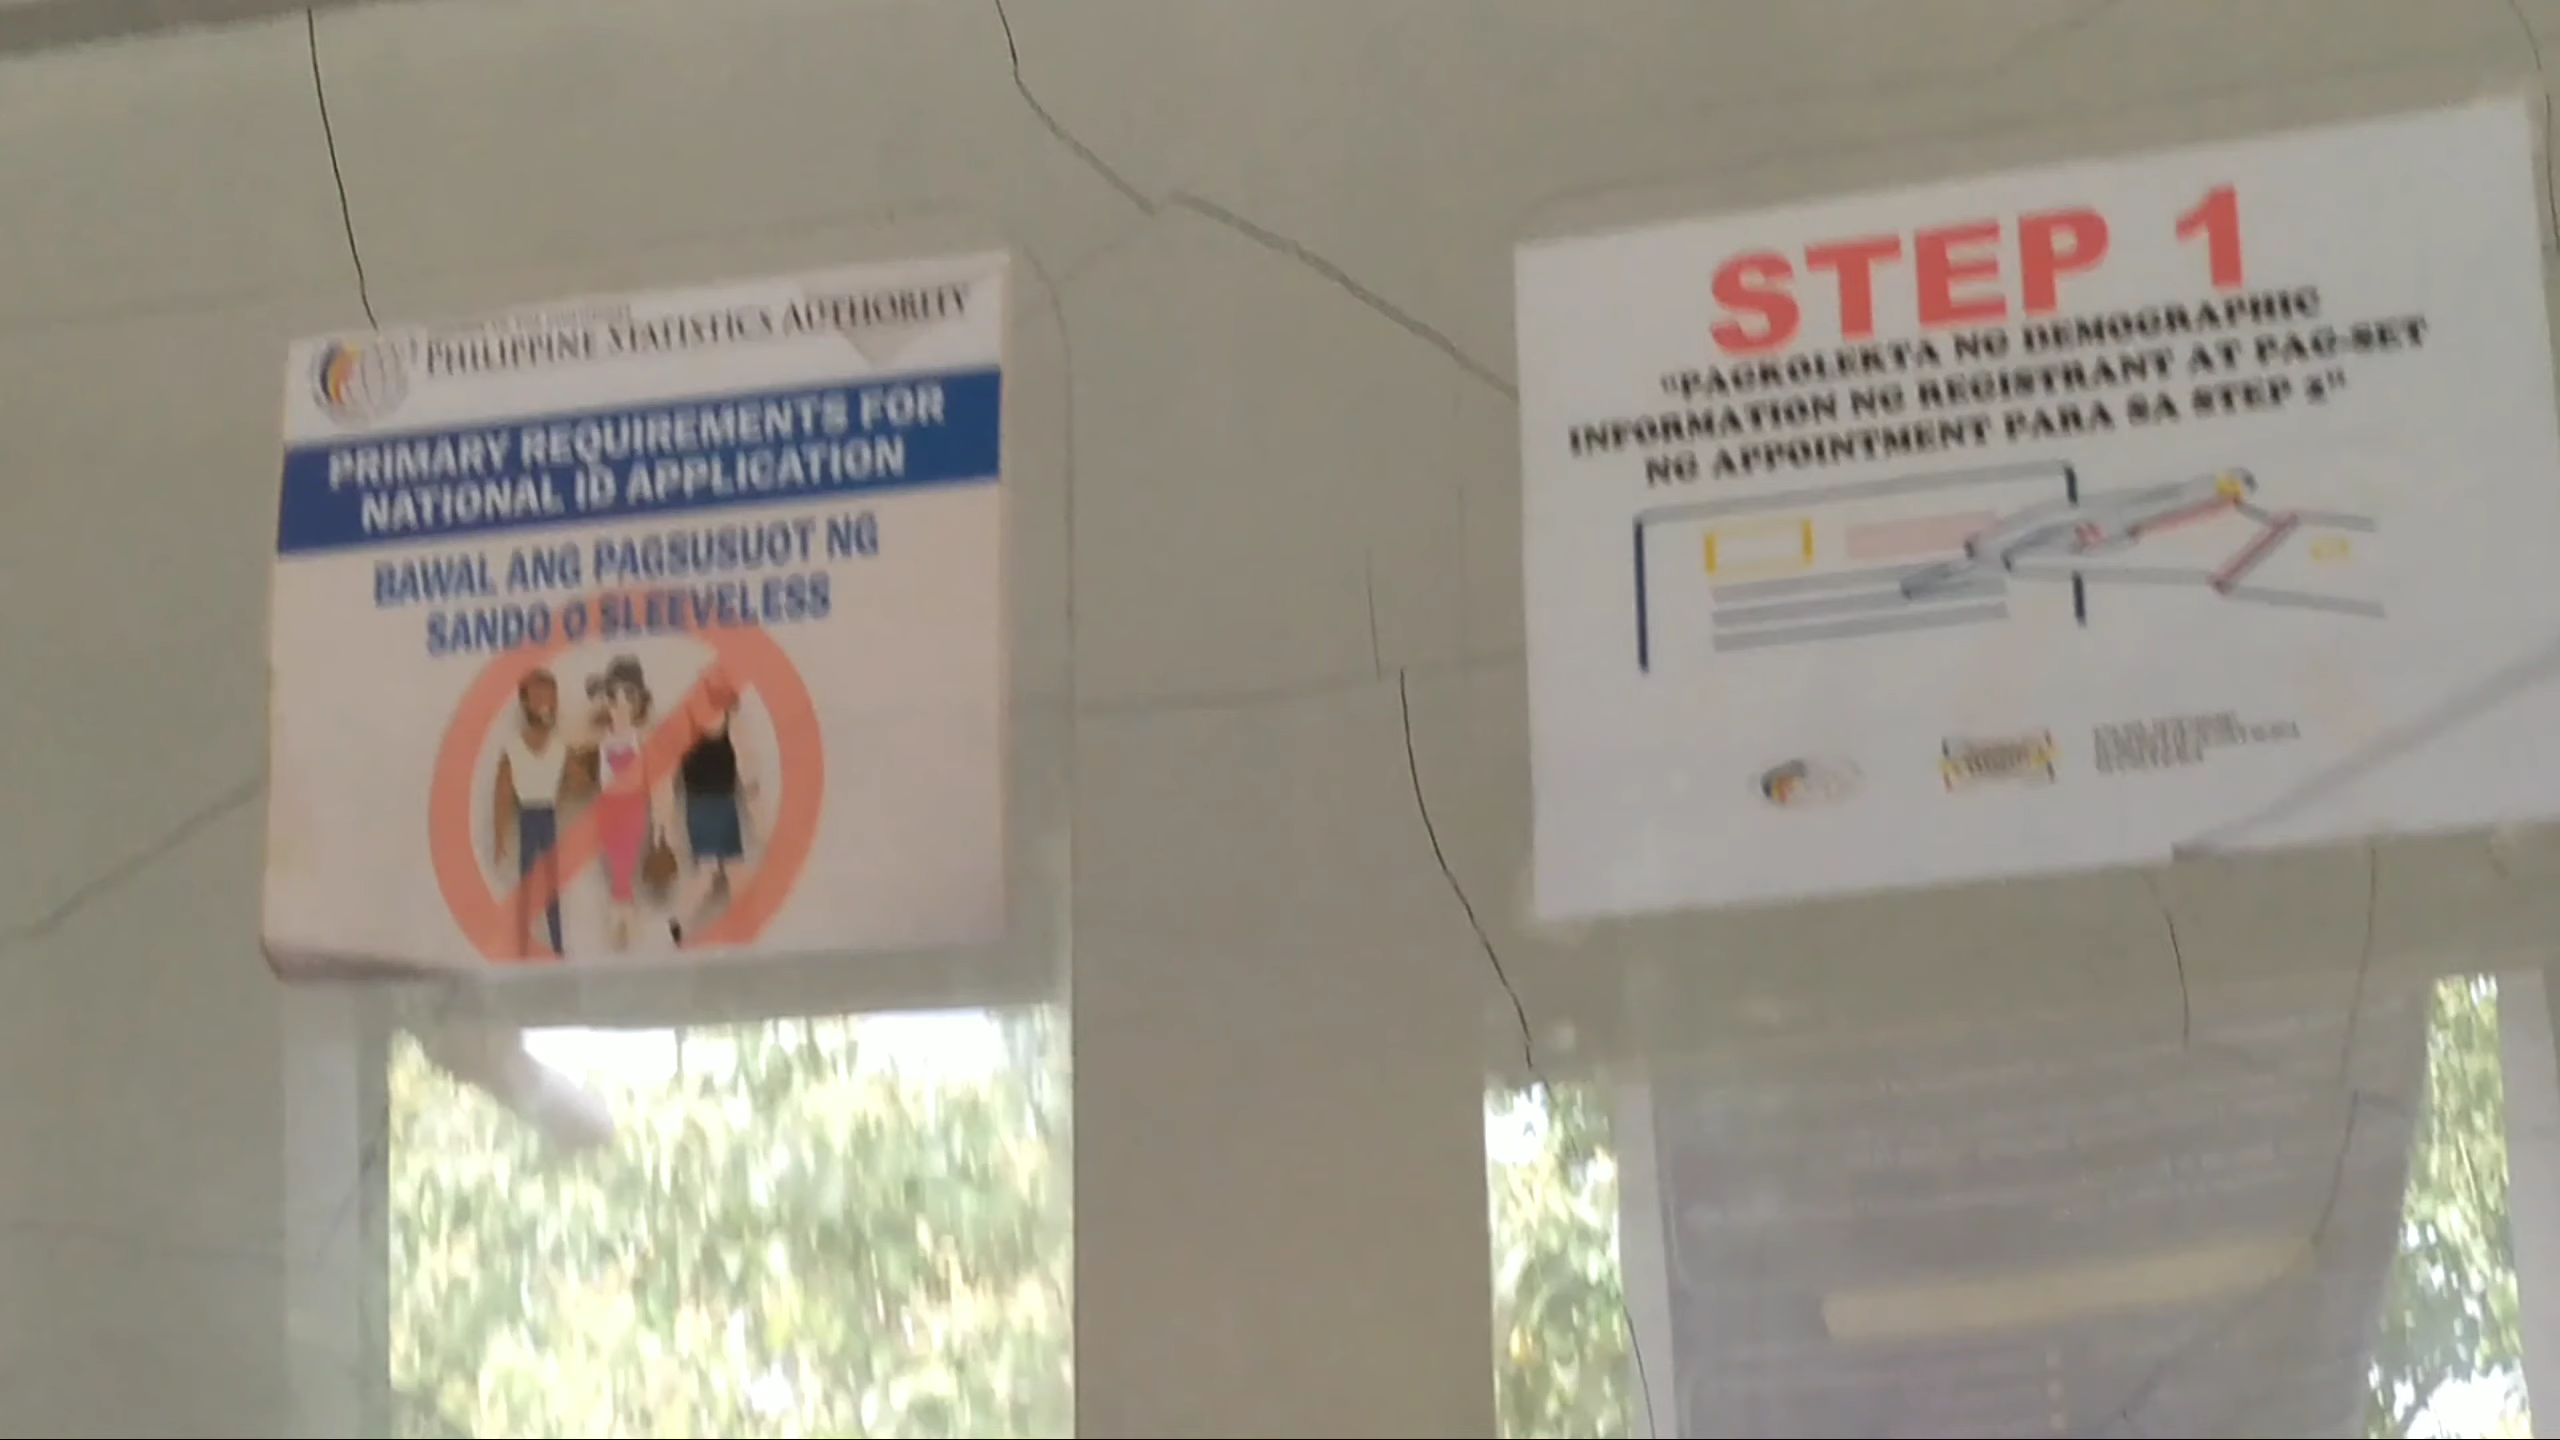 PHILIPPINE STATISTICS AUTHORITY
PRIMARY REQUIREMENTS FOR
NATIONAL ID APPLICATION
BAWAL ANG PAGSUSUOT NG
SANDO O SLEEVELESS
STEP 1
"PAGKOLEKTA NG DEMOGRAPHIC
INFORMATION NG REGISTRANT AT PAG-SET
NG APPOINTMENT PARA SA STEP 2"